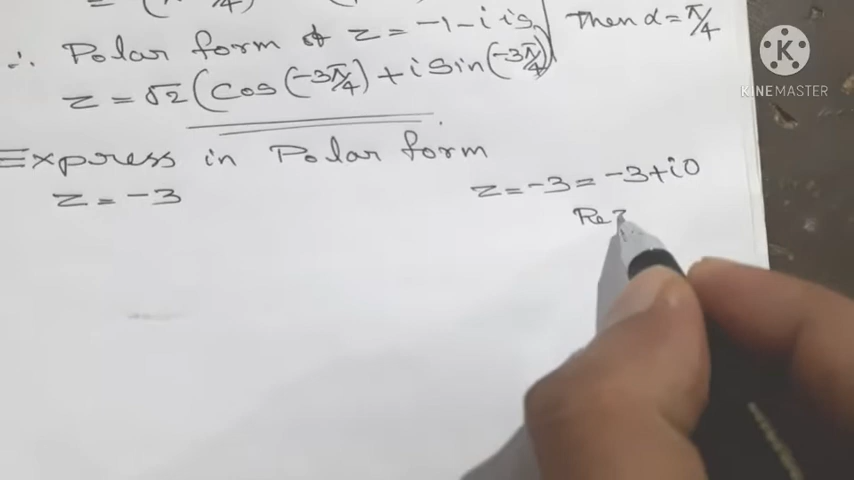 = (π/4)
∴ Polar form of z = -1-i is
z = √2 (Cos(-3π/4) + i Sin(-3π/4))
Then α = π/4
KINEMASTER
Express in Polar form
z = -3
z = -3 = -3+i0
Re z